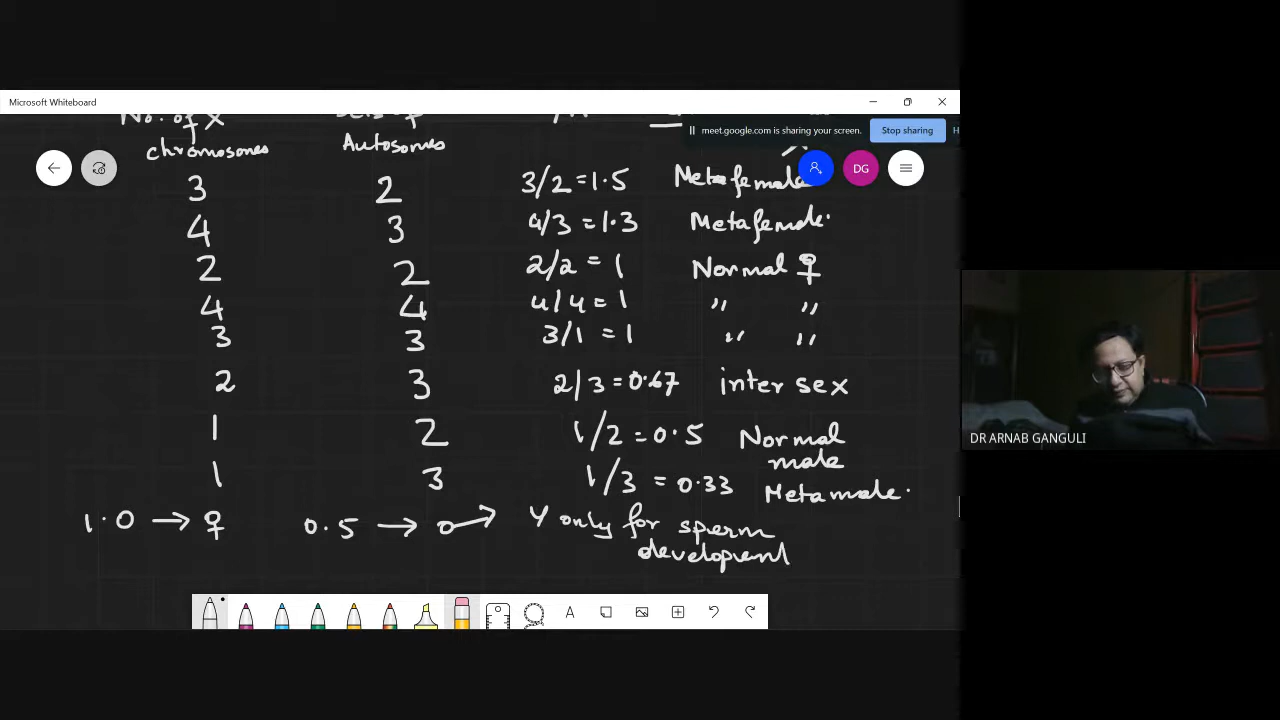 Microsoft Whiteboard
No. of X
chromosomes
Sets of
Autosomes
meet.google.com is sharing your screen.
Stop sharing
H
DG
3 2 3/2 = 1.5 Metafemale
4 3 4/3 = 1.3 Metafemale.
2 2 2/2 = 1 Normal ♀
4 4 4/4 = 1 " "
3 3 3/1 = 1 " "
2 3 2/3 = 0.67 inter sex
1 2 1/2 = 0.5 Normal
male
1 3 1/3 = 0.33 Metamale.
1.0 → ♀ 0.5 → ♂ Y only for sperm
development
A
DR ARNAB GANGULI